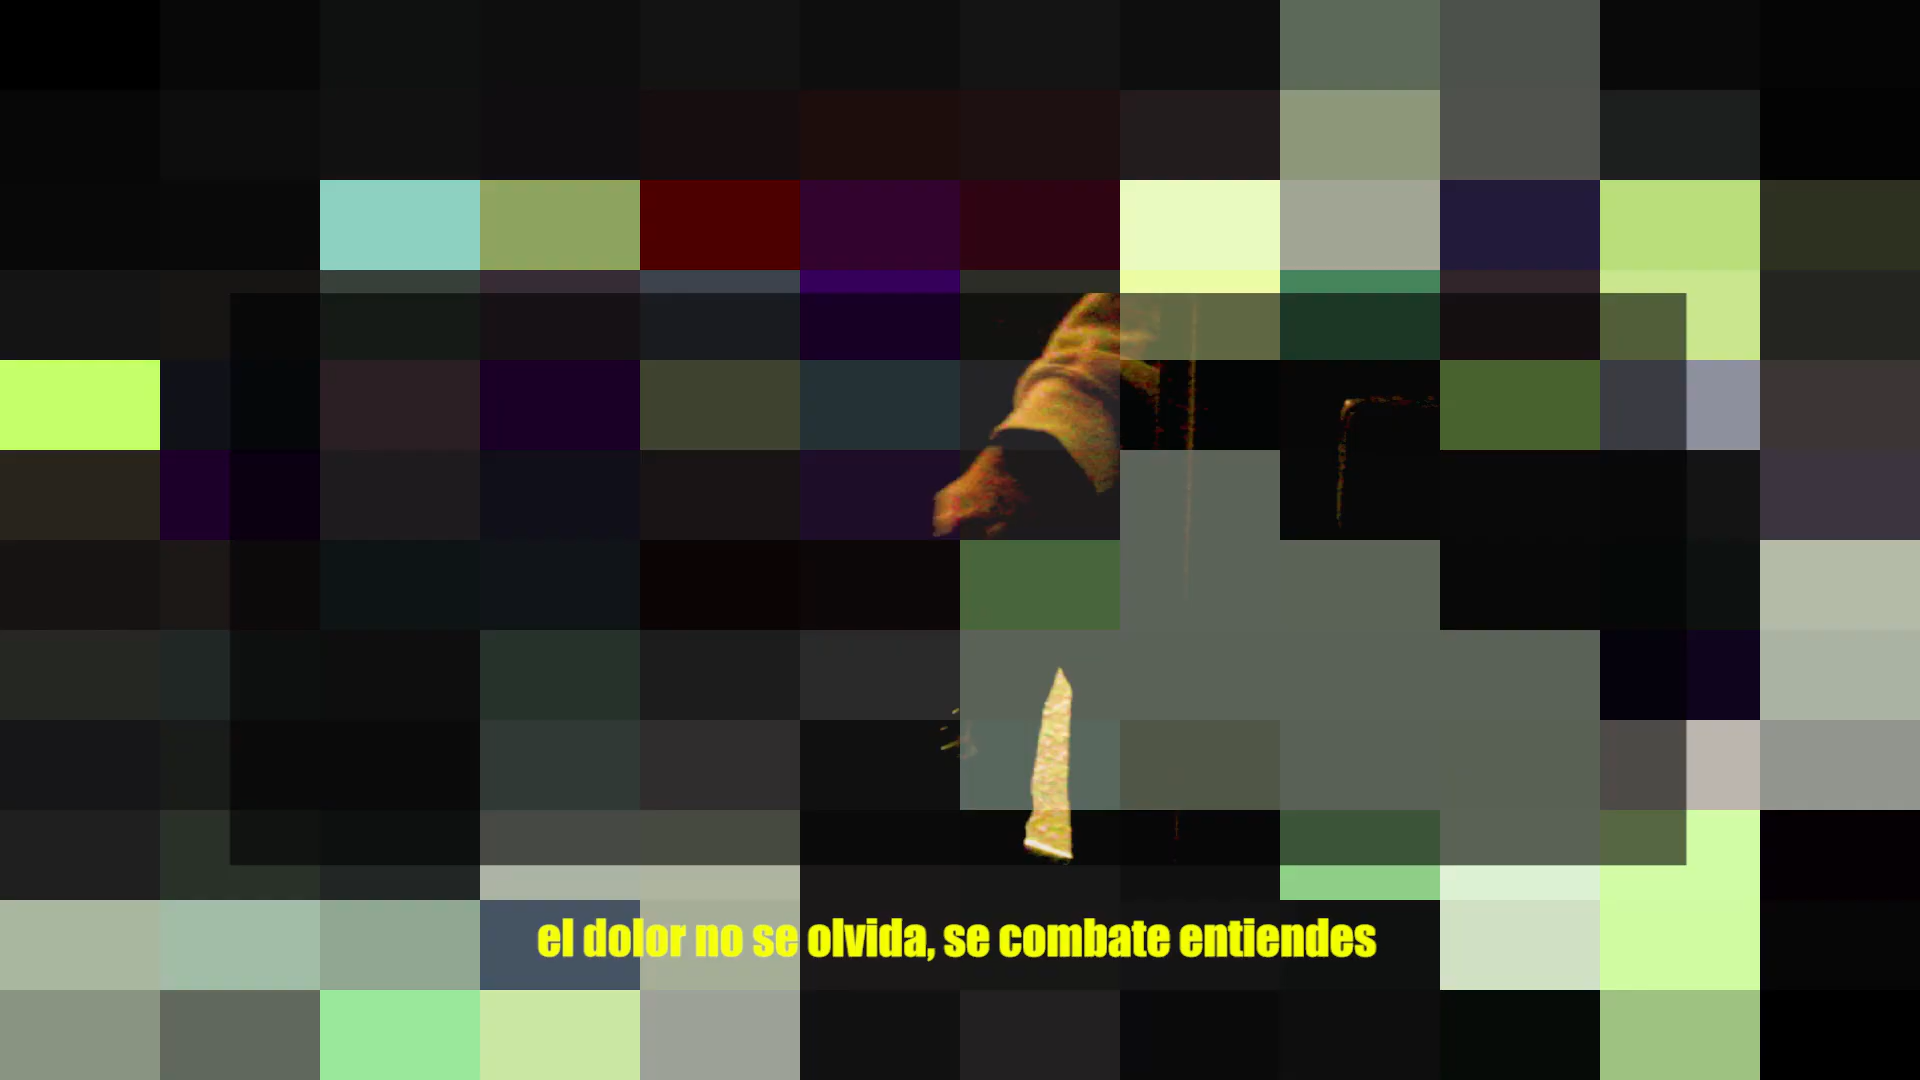 el dolor no se olvida, se combate entiendes